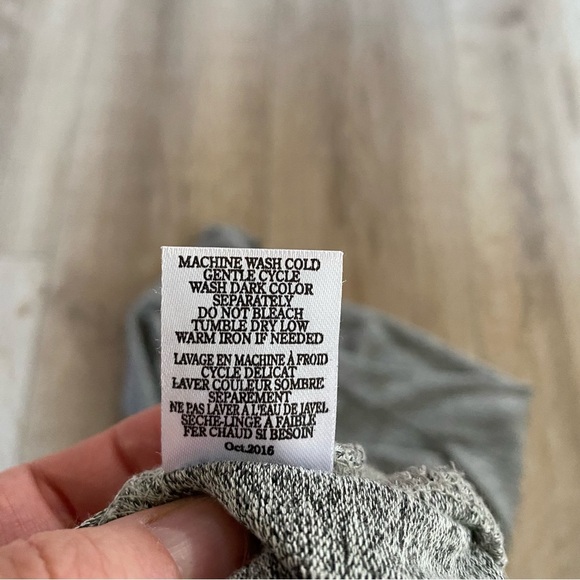 MACHINE WASH COLD
GENTLE CYCLE
WASH DARK COLOR
SEPARATELY
DO NOT BLEACH
TUMBLE DRY LOW
WARM IRON IF NEEDED
LAVAGE EN MACHINE À FROID
CYCLE DÉLICAT
LAVER COULEUR SOMBRE
SÉPARÉMENT
NE PAS LAVER À L'EAU DE JAVEL
SÈCHE-LINGE À FAIBLE
FER CHAUD SI BESOIN
Oct.2016